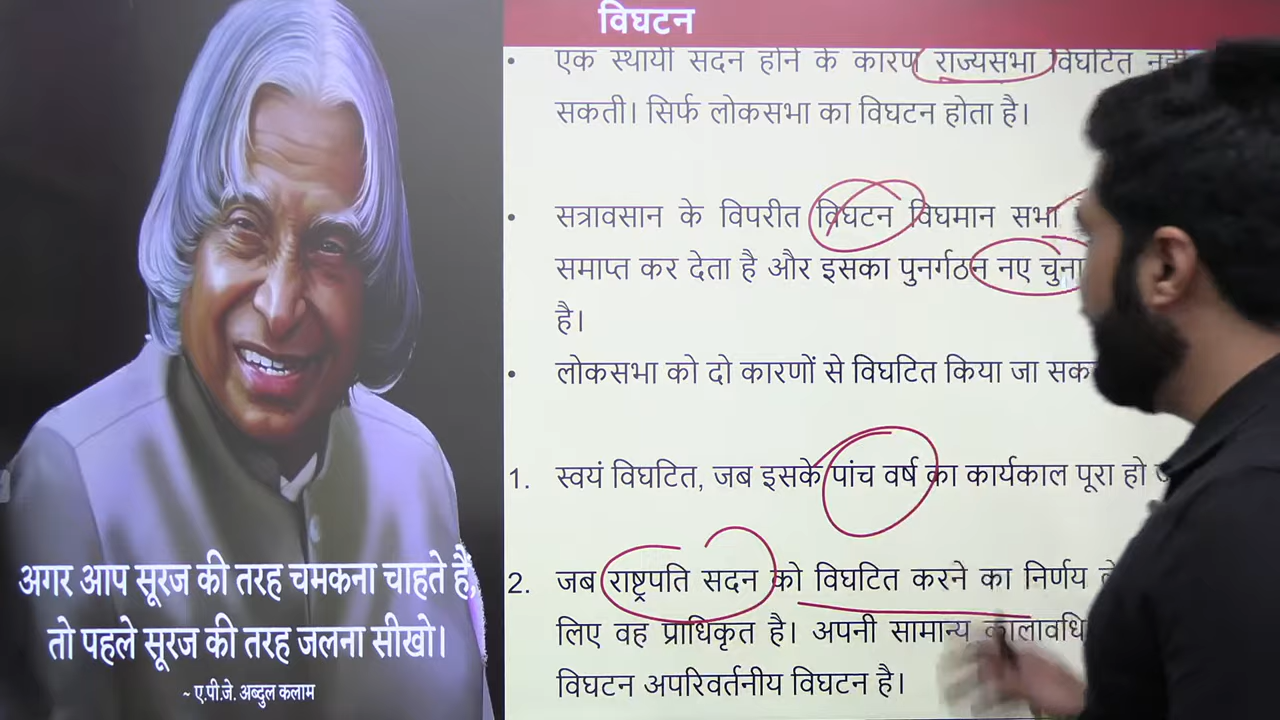 विघटन
एक स्थायी सदन होने के कारण राज्यसभा विघटित
सकती। सिर्फ लोकसभा का विघटन होता है।
सत्रावसान के विपरीत विघटन विघमान सभा
समाप्त कर देता है और इसका पुनर्गठन नए
है।
लोकसभा को दो कारणों से विघटित किया जा
1. स्वयं विघटित, जब इसके पांच वर्ष का कार्यकाल पूरा हो
2. जब राष्ट्रपति सदन को विघटित करने का निर्णय
लिए वह प्राधिकृत है। अपनी सामान्य कालावधि
विघटन अपरिवर्तनीय विघटन है।
अगर आप सूरज की तरह चमकना चाहते हैं,
तो पहले सूरज की तरह जलना सीखो।
~ ए.पी.जे. अब्दुल कलाम